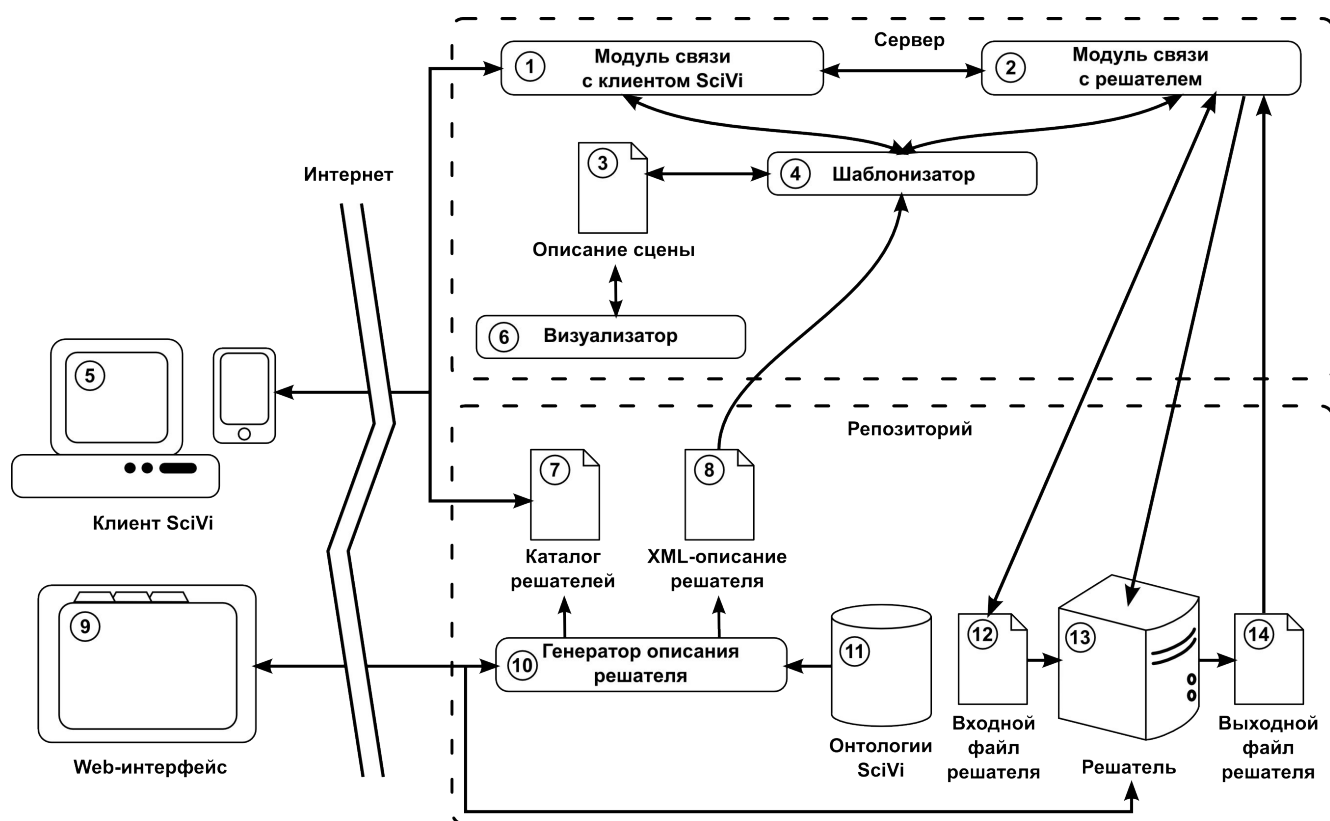 Сервер
1
Модуль связи
с клиентом SciVi
2
Модуль связи
с решателем
Интернет
3
Описание сцены
4
Шаблонизатор
6
Визуализатор
5
Клиент SciVi
Репозиторий
7
Каталог
решателей
8
XML-описание
решателя
9
Web-интерфейс
10
Генератор описания
решателя
11
Онтологии
SciVi
12
Входной
файл
решателя
13
Решатель
14
Выходной
файл
решателя